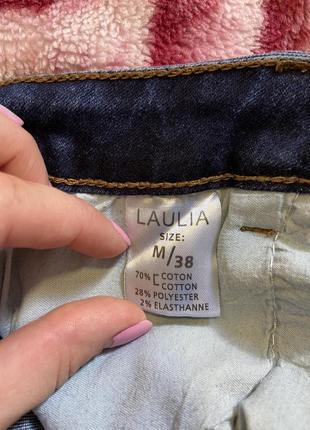 LAULIA
SIZE:
M/38
70% COTON
COTTON
28% POLYESTER
2% ELASTHANNE